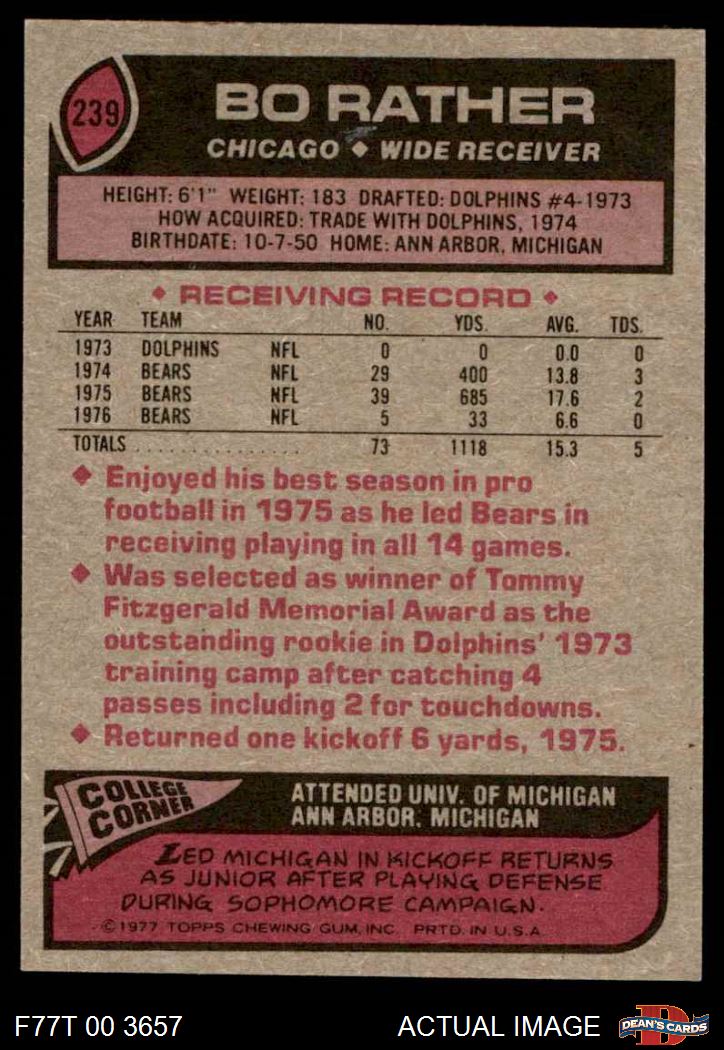 239
BO RATHER
CHICAGO ◆ WIDE RECEIVER
HEIGHT: 6'1" WEIGHT: 183 DRAFTED: DOLPHINS #4-1973
HOW ACQUIRED: TRADE WITH DOLPHINS, 1974
BIRTHDATE: 10-7-50 HOME: ANN ARBOR, MICHIGAN
◆ RECEIVING RECORD ◆
YEAR TEAM NO. YDS. AVG. TDS.
1973 DOLPHINS NFL 0 0 0.0 0
1974 BEARS NFL 29 400 13.8 3
1975 BEARS NFL 39 685 17.6 2
1976 BEARS NFL 5 33 6.6 0
TOTALS . . . . . . . . . . . . . . . 73 1118 15.3 5
◆ Enjoyed his best season in pro
football in 1975 as he led Bears in
receiving playing in all 14 games.
◆ Was selected as winner of Tommy
Fitzgerald Memorial Award as the
outstanding rookie in Dolphins' 1973
training camp after catching 4
passes including 2 for touchdowns.
◆ Returned one kickoff 6 yards, 1975.
COLLEGE
CORNER
ATTENDED UNIV. OF MICHIGAN
ANN ARBOR, MICHIGAN
LED MICHIGAN IN KICKOFF RETURNS
AS JUNIOR AFTER PLAYING DEFENSE
DURING SOPHOMORE CAMPAIGN.
©1977 TOPPS CHEWING GUM, INC. PRTD. IN U.S.A.
F77T 00 3657
ACTUAL IMAGE
D
DEAN'S CARDS